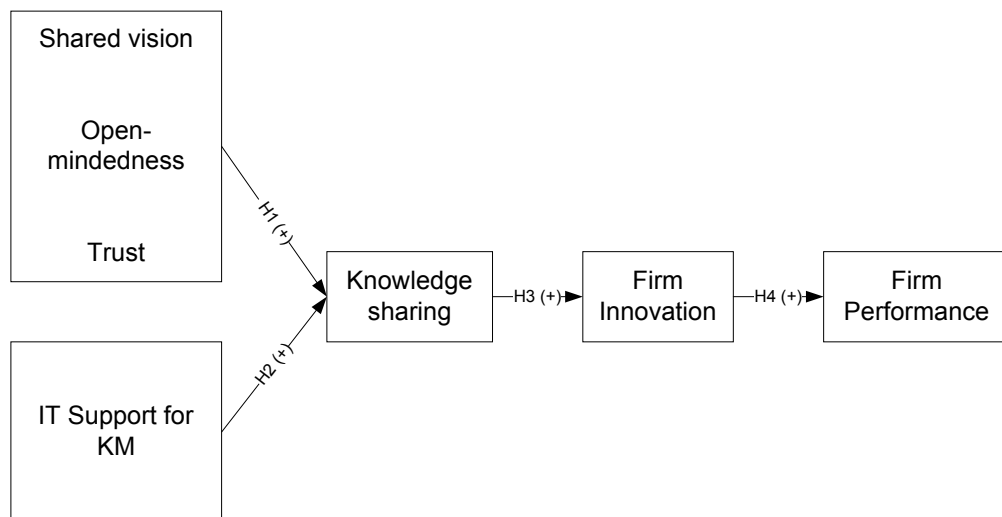 Shared vision
Open-
mindedness
Trust
H1 (+)
IT Support for
KM
H2 (+)
Knowledge
sharing
H3 (+)
Firm
Innovation
H4 (+)
Firm
Performance